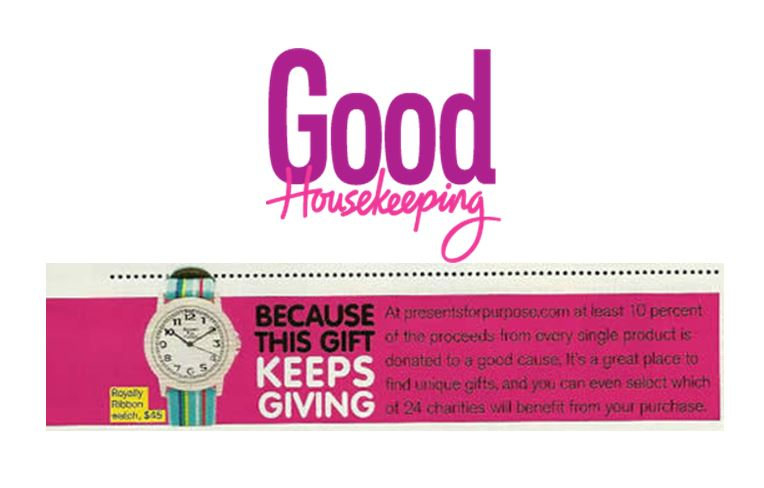 Good
Housekeeping
BECAUSE
THIS GIFT
KEEPS
GIVING
At presentsforpurpose.com at least 10 percent
of the proceeds from every single product is
donated to a good cause. It's a great place to
find unique gifts, and you can even select which
of 24 charities will benefit from your purchase.
Royally
Ribbon
watch, $45